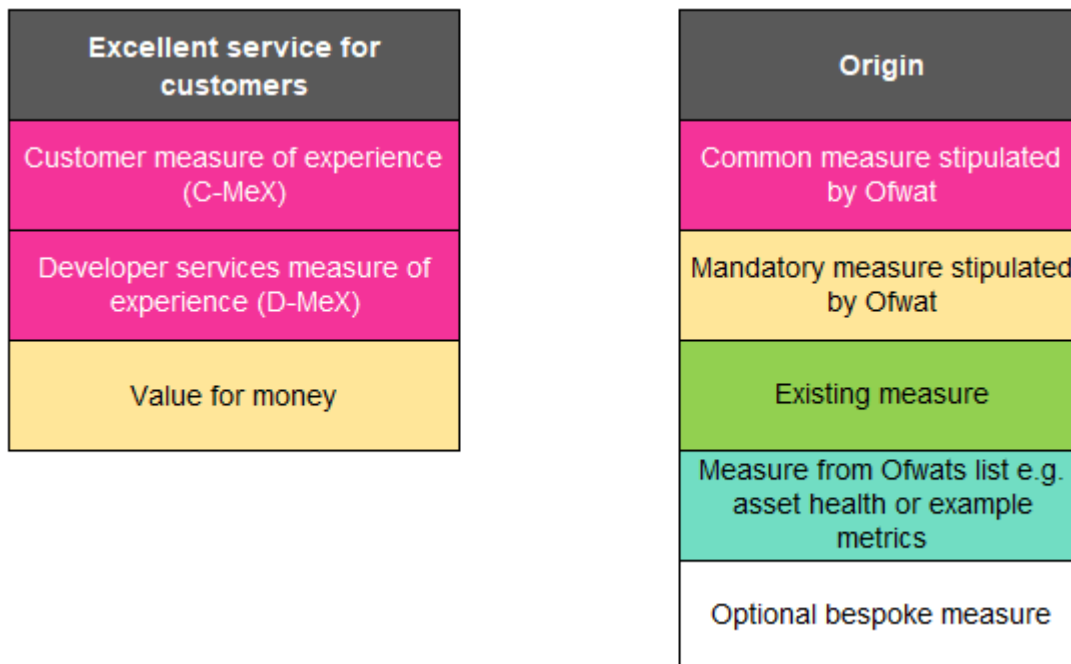 Excellent service for
customers
Customer measure of experience
(C-MeX)
Developer services measure of
experience (D-MeX)
Value for money
Origin
Common measure stipulated
by Ofwat
Mandatory measure stipulated
by Ofwat
Existing measure
Measure from Ofwats list e.g.
asset health or example
metrics
Optional bespoke measure